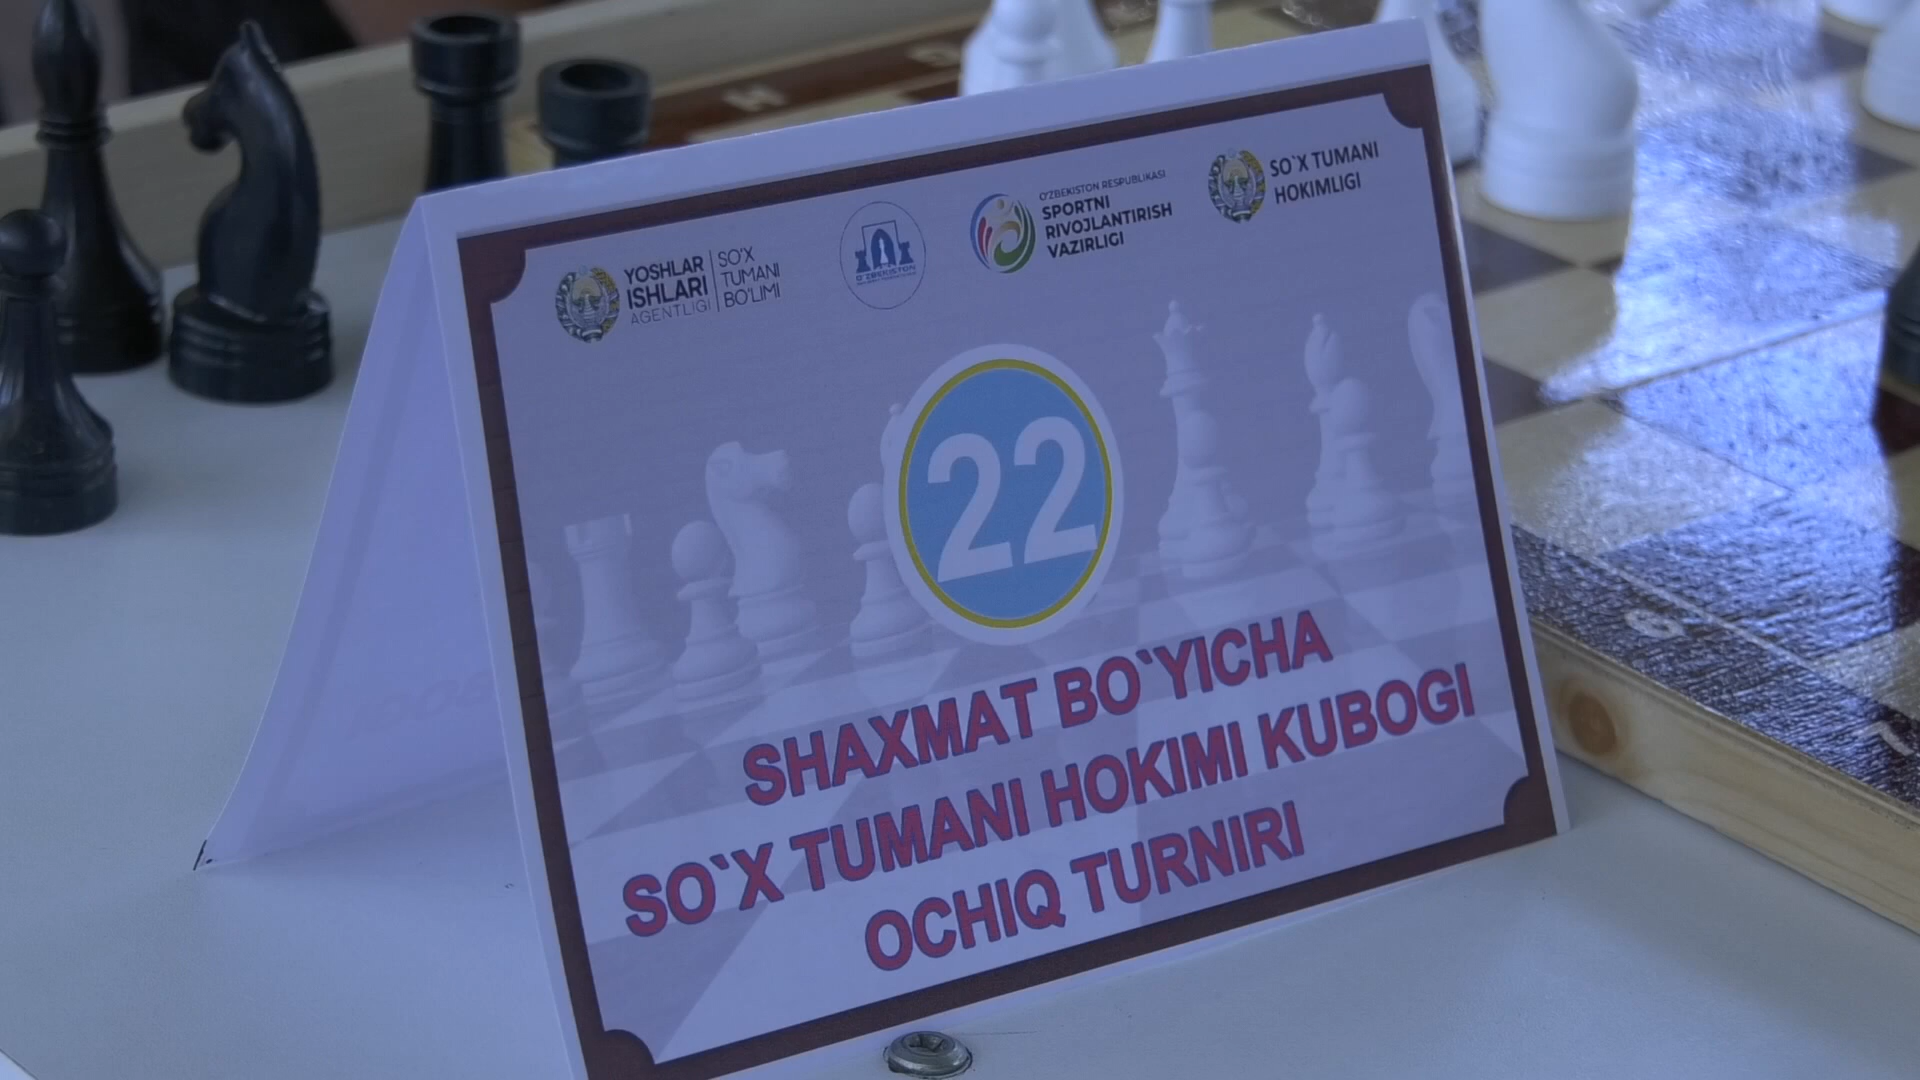 YOSHLAR
ISHLARI
AGENTLIGI
SO'X
TUMANI
BO'LIMI
O'ZBEKISTON
O'ZBEKISTON RESPUBLIKASI
SPORTNI
RIVOJLANTIRISH
VAZIRLIGI
SO`X TUMANI
HOKIMLIGI
22
SHAXMAT BO`YICHA
SO`X TUMANI HOKIMI KUBOGI
OCHIQ TURNIRI